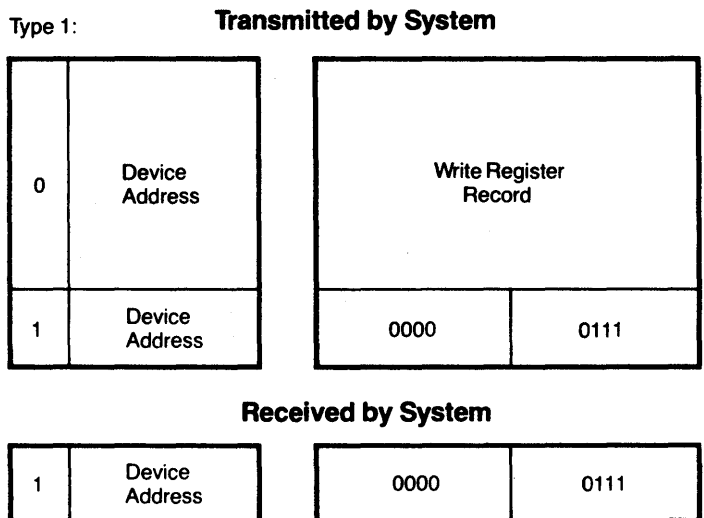 Type 1:
Transmitted by System
0
Device
Address
Write Register
Record
1
Device
Address
0000
0111
Received by System
1
Device
Address
0000
0111